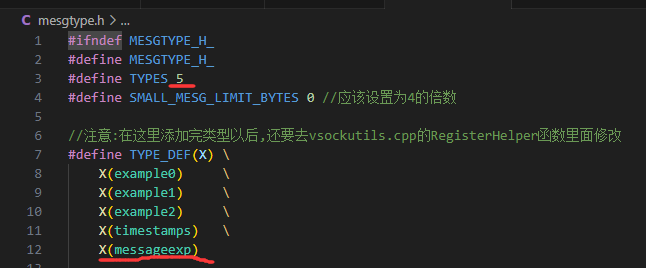 C mesgtype.h > ...
1 #ifndef MESGTYPE_H_
2 #define MESGTYPE_H_
3 #define TYPES 5
4 #define SMALL_MESG_LIMIT_BYTES 0 //应该设置为4的倍数
5
6 //注意:在这里添加完类型以后,还要去vsockutils.cpp的RegisterHelper函数里面修改
7 #define TYPE_DEF(X) \
8 X(example0) \
9 X(example1) \
10 X(example2) \
11 X(timestamps) \
12 X(messageexp)